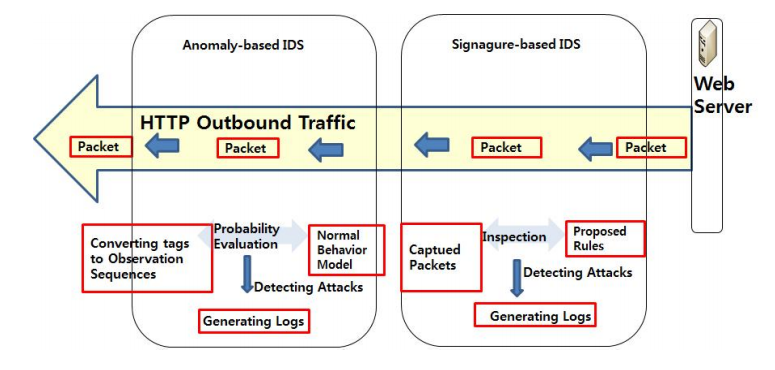 Anomaly-based IDS
Signagure-based IDS
Web
Server
HTTP Outbound Traffic
Packet
Packet
Packet
Packet
Converting tags
to Observation
Sequences
Probability
Evaluation
Normal
Behavior
Model
Detecting Attacks
Generating Logs
Captued
Packets
Inspection
Proposed
Rules
Detecting Attacks
Generating Logs